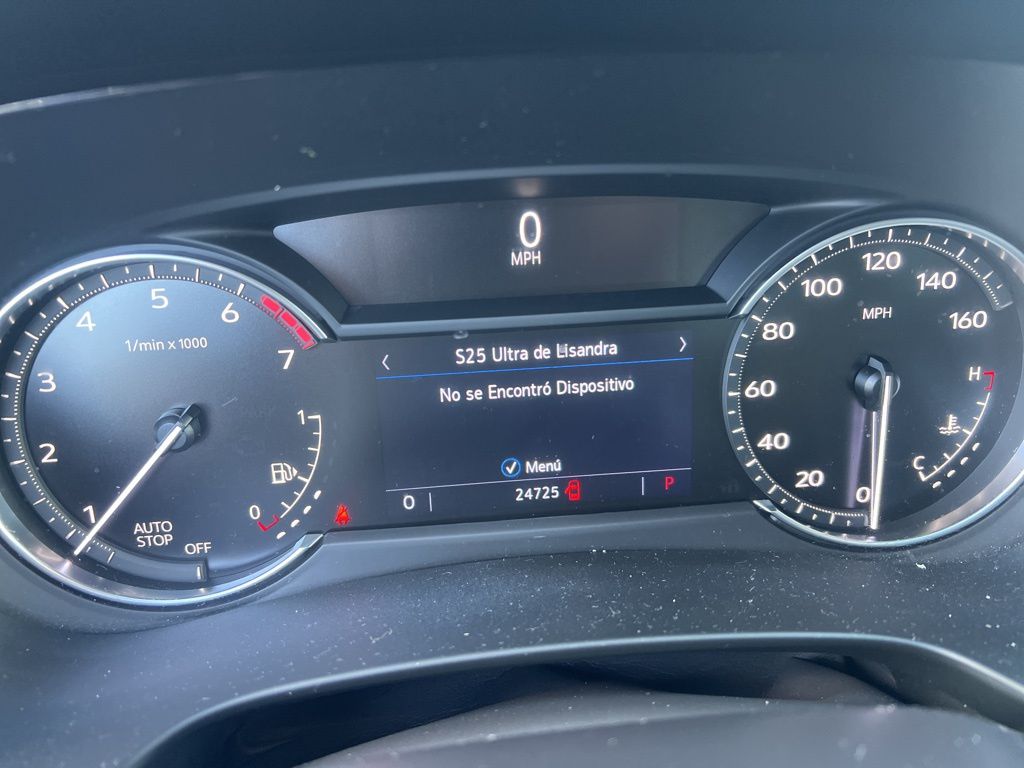 0
MPH
1/min x 1000
1
2
3
4
5
6
7
AUTO
STOP
OFF
1
0
< S25 Ultra de Lisandra >
No se Encontró Dispositivo
Menú
0 24725 P
MPH
0
20
40
60
80
100
120
140
160
H
C